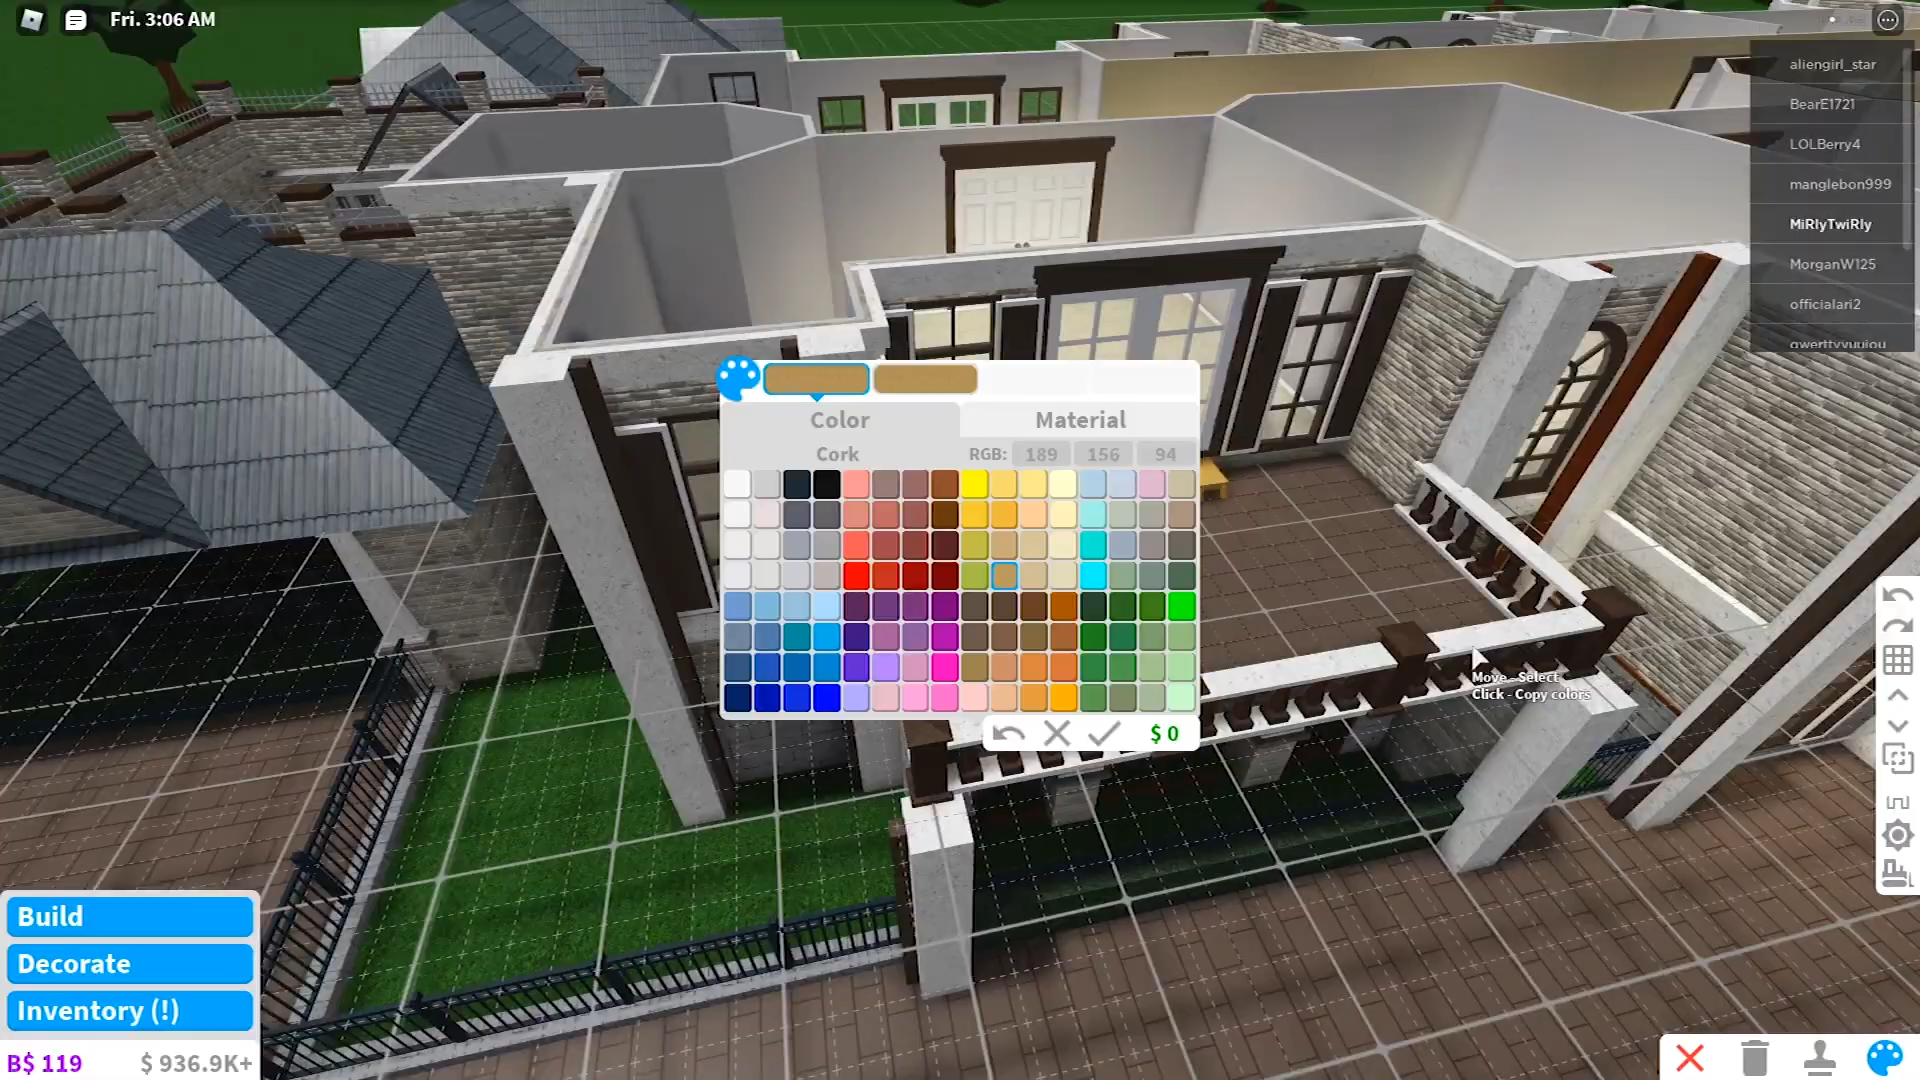 Fri. 3:06 AM
aliengirl_star
BearE1721
LOLBerry4
manglebon999
MiRlyTwiRly
MorganW125
officialari2
qwerttyyuuiou
Color
Material
Cork
RGB: 189 156 94
Move - Select
Click - Copy colors
$ 0
Build
Decorate
Inventory (!)
B$ 119 $ 936.9K+